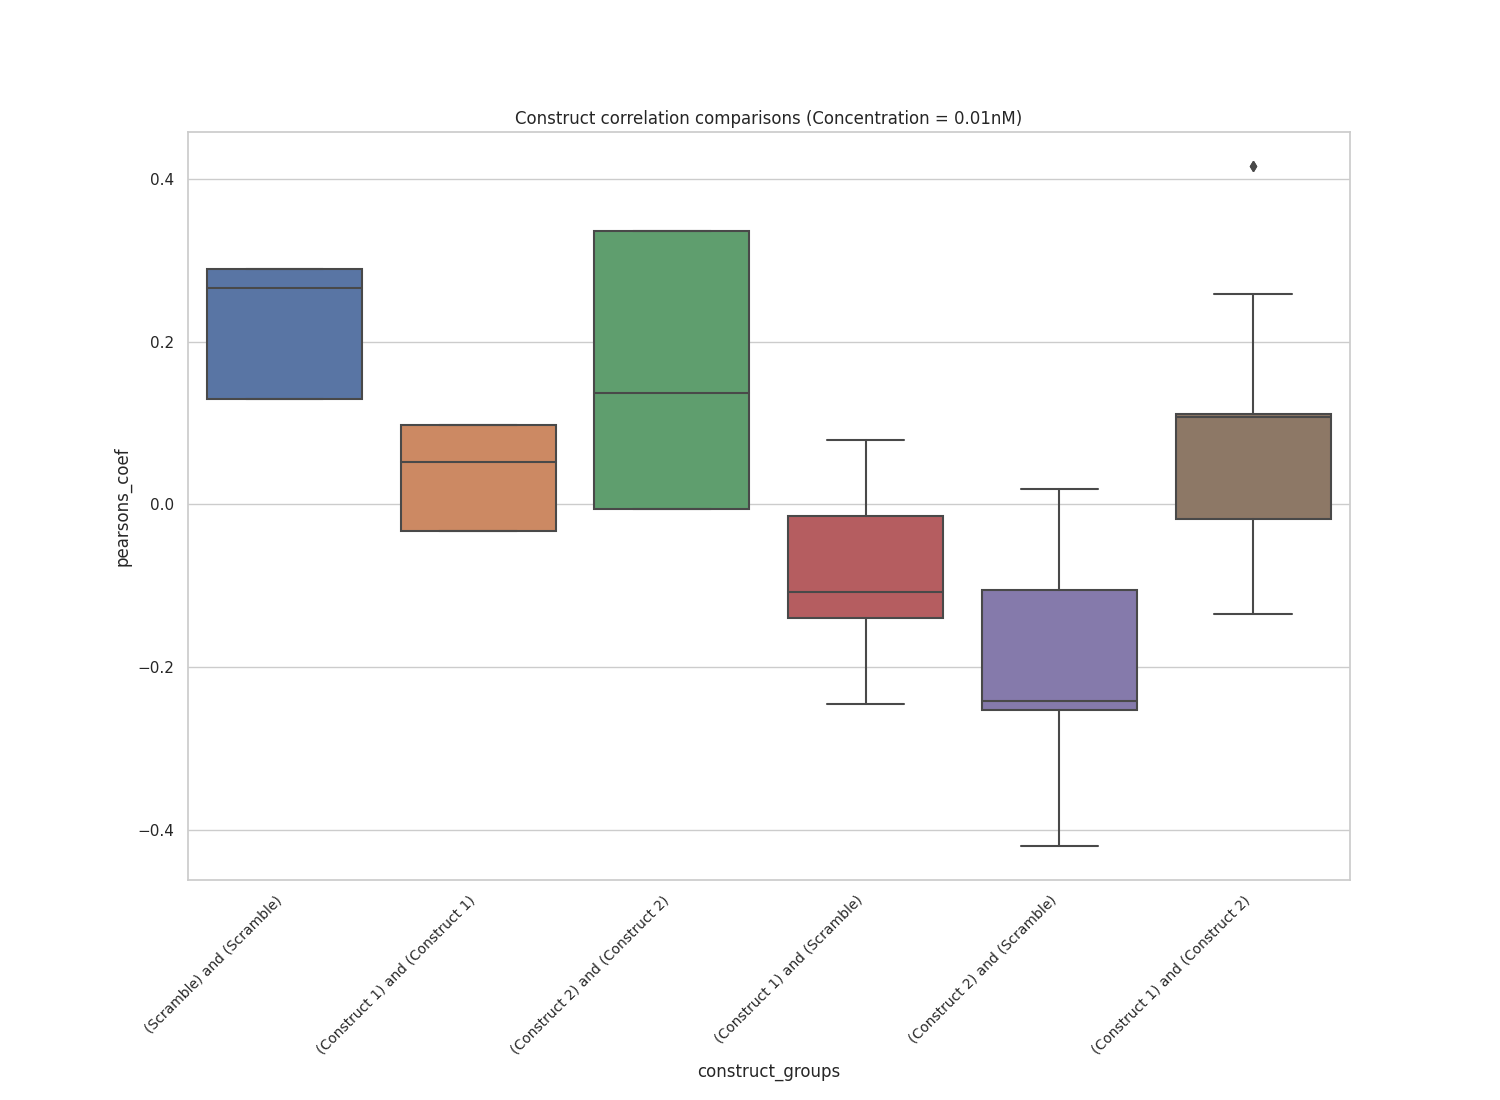 Construct correlation comparisons (Concentration = 0.01nM)
pearsons_coef
0.4
0.2
0.0
−0.2
−0.4
(Scramble) and (Scramble)
(Construct 1) and (Construct 1)
(Construct 2) and (Construct 2)
(Construct 1) and (Scramble)
(Construct 2) and (Scramble)
(Construct 1) and (Construct 2)
construct_groups